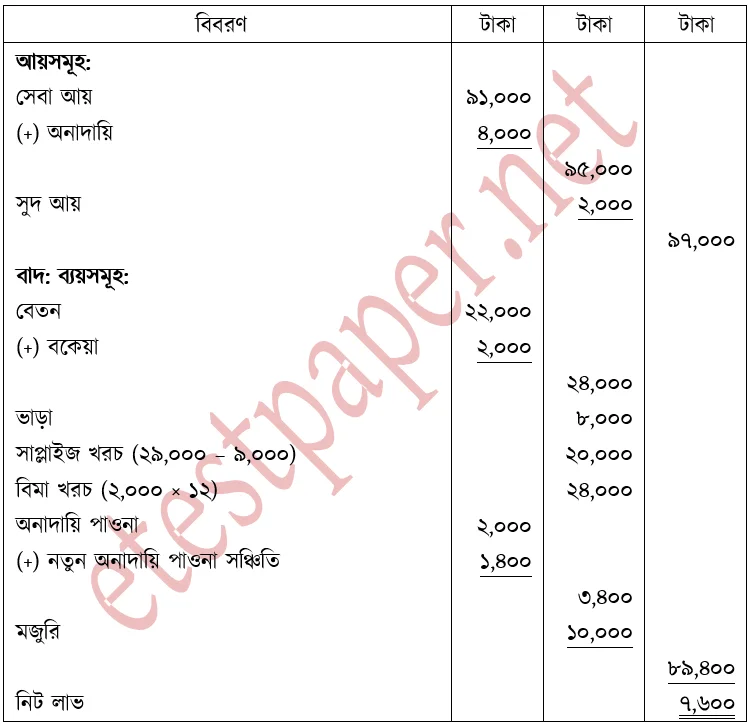 বিবরণ টাকা টাকা টাকা
আয়সমূহ:
সেবা আয় ৯১,০০০
(+) অনাদায়ি ৪,০০০
৯৫,০০০
সুদ আয় ২,০০০
৯৭,০০০
বাদ: ব্যয়সমূহ:
বেতন ২২,০০০
(+) বকেয়া ২,০০০
২৪,০০০
ভাড়া ৮,০০০
সাপ্লাইজ খরচ (২৯,০০০ – ৯,০০০) ২০,০০০
বিমা খরচ (২,০০০ × ১২) ২৪,০০০
অনাদায়ি পাওনা ২,০০০
(+) নতুন অনাদায়ি পাওনা সঞ্চিতি ১,৪০০
৩,৪০০
মজুরি ১০,০০০
৮৯,৪০০
নিট লাভ ৭,৬০০
etestpaper.net